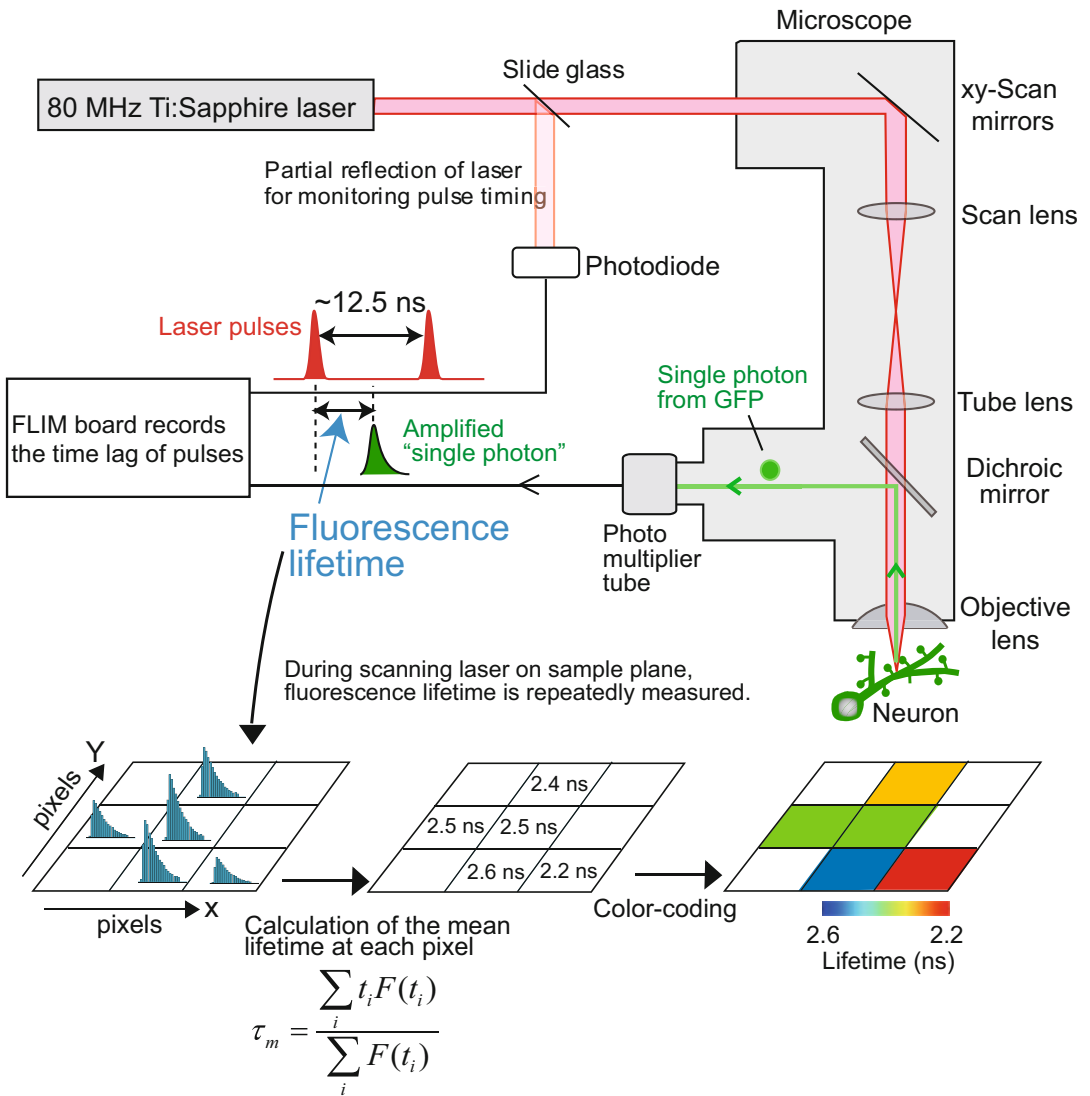 Microscope
80 MHz Ti:Sapphire laser
Slide glass
xy-Scan
mirrors
Partial reflection of laser
for monitoring pulse timing
Scan lens
Photodiode
~12.5 ns
Laser pulses
Single photon
from GFP
Tube lens
FLIM board records
the time lag of pulses
Amplified
“single photon”
Dichroic
mirror
Fluorescence
lifetime
Photo
multiplier
tube
Objective
lens
During scanning laser on sample plane,
fluorescence lifetime is repeatedly measured.
Neuron
Y
pixels
pixels
x
2.4 ns
2.5 ns
2.5 ns
2.6 ns
2.2 ns
Calculation of the mean
lifetime at each pixel
Color-coding
2.6
2.2
Lifetime (ns)
τ_m = ∑_i t_i F(t_i) / ∑_i F(t_i)